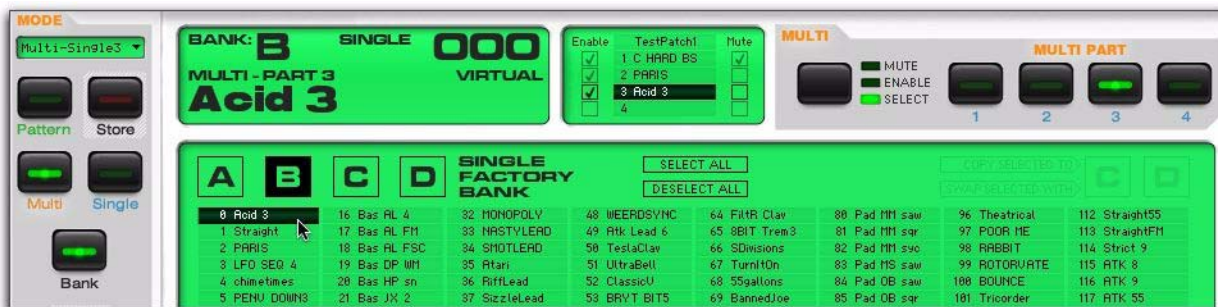 MODE
Multi-Single3
Pattern
Store
Multi
Single
Bank
BANK: B SINGLE 000
MULTI - PART 3 VIRTUAL
Acid 3
Enable TestPatch1 Mute
1 C HARD BS
2 PARIS
3 Acid 3
4
MULTI
MUTE
ENABLE
SELECT
MULTI PART
1 2 3 4
A B C D
SINGLE
FACTORY
BANK
SELECT ALL
DESELECT ALL
COPY SELECTED TO
SWAP SELECTED WITH
C D
0 Acid 3 16 Bas AL 4 32 MONOPOLY 48 WEERDSYNC 64 FiltR Clav 80 Pad MM saw 96 Theatrical 112 Straight55
1 Straight 17 Bas AL FM 33 NASTYLEAD 49 Atk Lead 6 65 8BIT Trem3 81 Pad MM sqr 97 POOR ME 113 StraightFM
2 PARIS 18 Bas AL FSC 34 SMOTLEAD 50 TeslaClav 66 SDivisions 82 Pad MM syc 98 RABBIT 114 Strict 9
3 LFO SEQ 4 19 Bas DP WM 35 Atari 51 UltraBell 67 TurnItOn 83 Pad MS saw 99 ROTORVATE 115 ATK 8
4 chimetimes 20 Bas HP sn 36 RiffLead 52 ClassicV 68 55gallons 84 Pad OB saw 100 BOUNCE 116 ATK 9
5 PENV DOWN3 21 Bas JX 2 37 SizzleLead 53 BRYT BITS 69 BannedJoe 85 Pad OB sqr 101 Tricorder 117 ATK 55